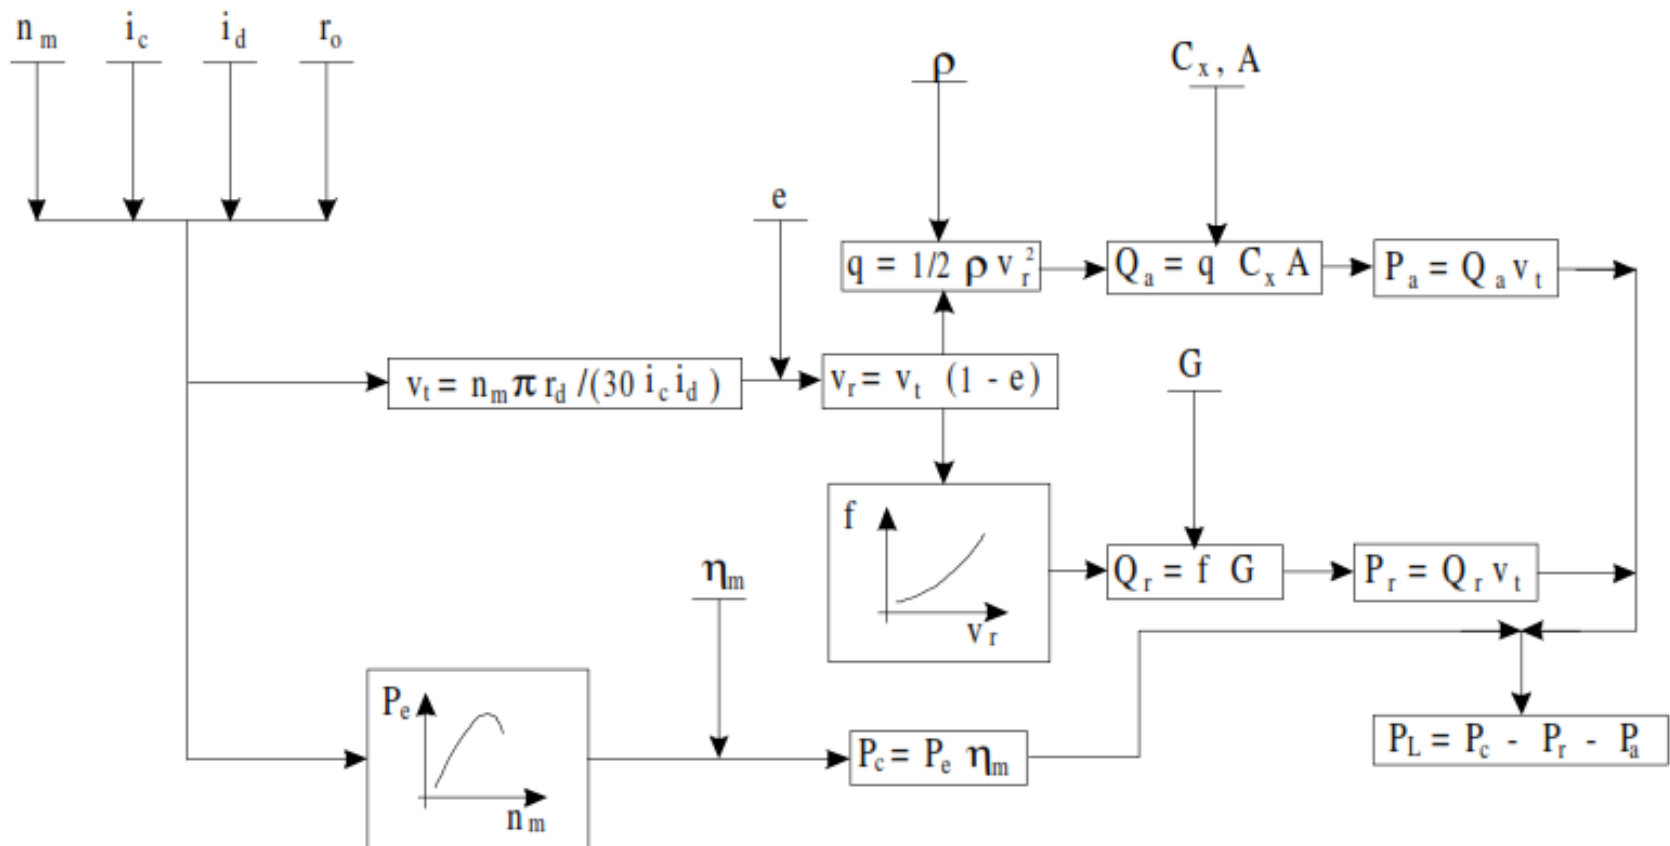 n_m i_c i_d r_o
ρ
C_x, A
e
q = 1/2 ρ v_r^2
Q_a = q C_x A
P_a = Q_a v_t
v_t = n_m π r_d /(30 i_c i_d )
v_r = v_t (1 - e)
G
f
v_r
Q_r = f G
P_r = Q_r v_t
η_m
P_e
n_m
P_c = P_e η_m
P_L = P_c - P_r - P_a